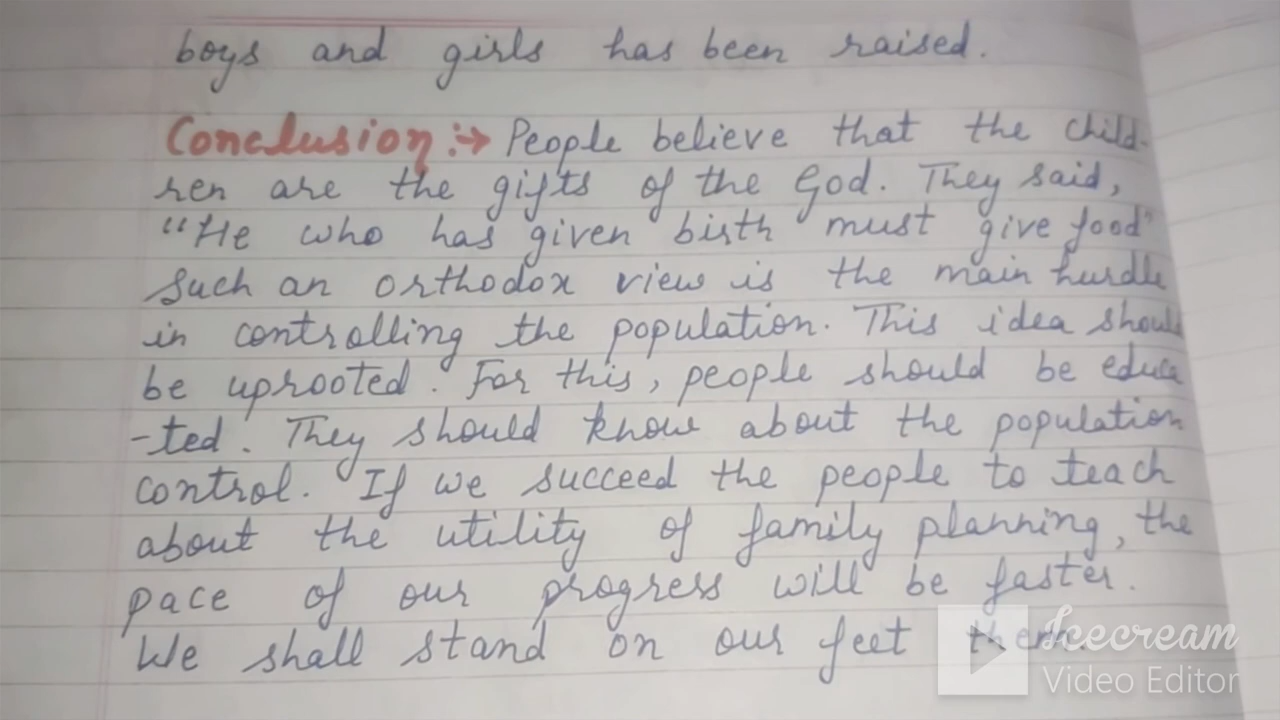 boys and girls has been raised.
Conclusion:→ People believe that the child-
ren are the gifts of the God. They said,
"He who has given birth must give food"
Such an orthodox view is the main hurdle
in controlling the population. This idea should
be uprooted. For this, people should be educa
-ted. They should know about the population
control. If we succeed the people to teach
about the utility of family planning, the
pace of our progress will be faster.
We shall stand on our feet then.
Icecream
Video Editor